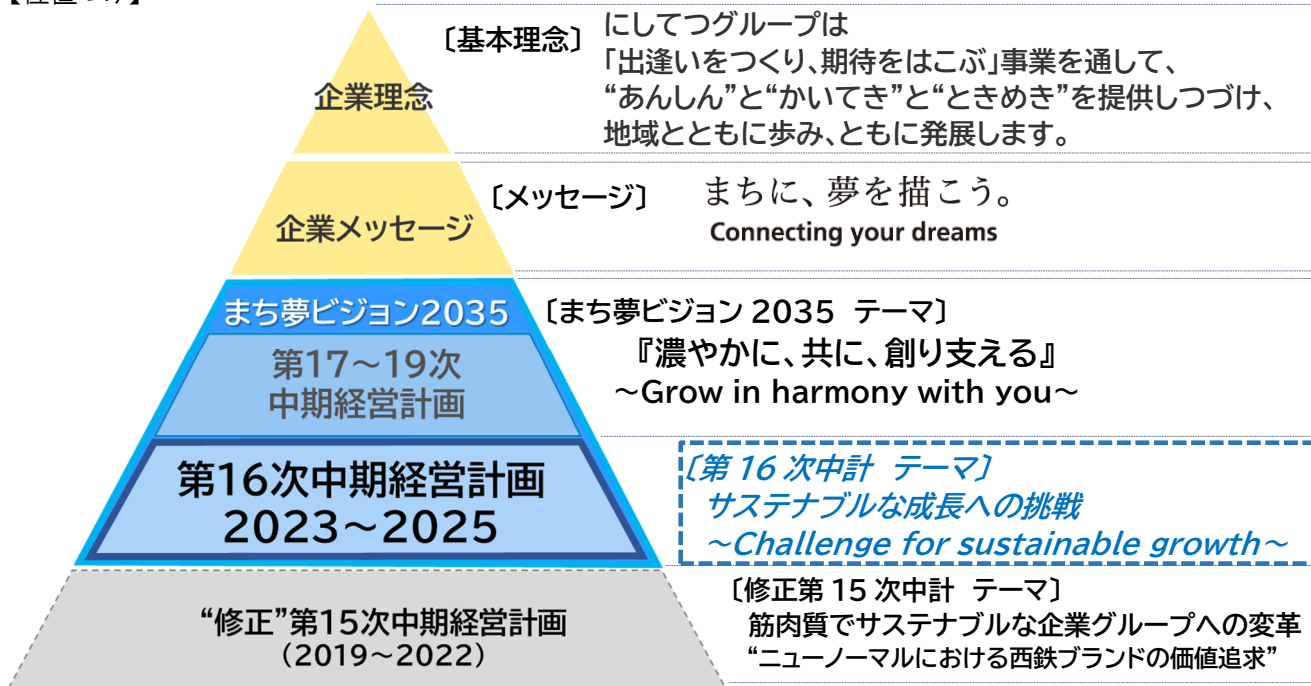 企業理念
〔基本理念〕
にしてつグループは
「出逢いをつくり、期待をはこぶ」事業を通して、
“あんしん”と“かいてき”と“ときめき”を提供しつづけ、
地域とともに歩み、ともに発展します。
企業メッセージ
〔メッセージ〕
まちに、夢を描こう。
Connecting your dreams
まち夢ビジョン2035
〔まち夢ビジョン 2035 テーマ〕
『濃やかに、共に、創り支える』
～Grow in harmony with you～
第17～19次
中期経営計画
第16次中期経営計画
2023～2025
〔第 16 次中計 テーマ〕
サステナブルな成長への挑戦
～Challenge for sustainable growth～
“修正”第15次中期経営計画
（2019～2022）
〔修正第 15 次中計 テーマ〕
筋肉質でサステナブルな企業グループへの変革
“ニューノーマルにおける西鉄ブランドの価値追求”